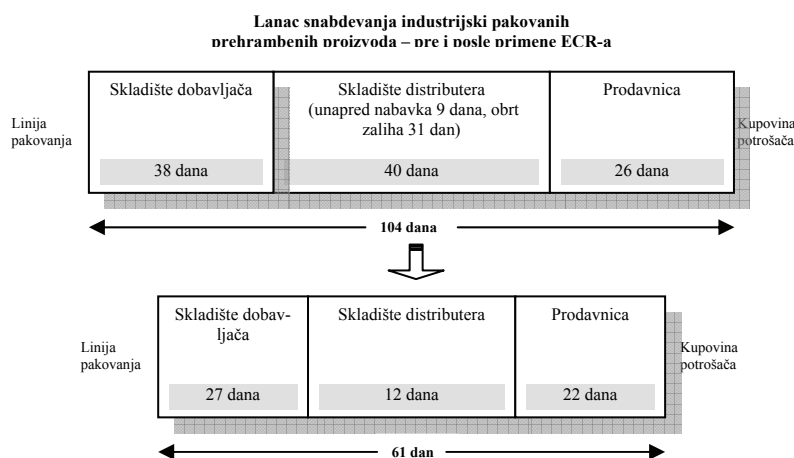 Lanac snabdevanja industrijski pakovanih
prehrambenih proizvoda – pre i posle primene ECR-a
Linija
pakovanja
Skladište dobavljača
38 dana
Skladište distributera
(unapred nabavka 9 dana, obrt
zaliha 31 dan)
40 dana
Prodavnica
26 dana
Kupovina
potrošača
104 dana
Linija
pakovanja
Skladište dobav-
ljača
27 dana
Skladište distributera
12 dana
Prodavnica
22 dana
Kupovina
potrošača
61 dan